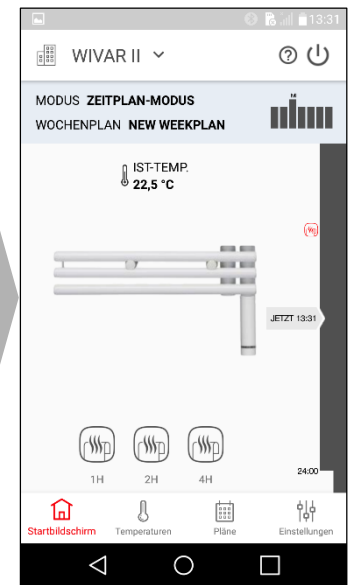 13:31
WIVAR II
MODUS ZEITPLAN-MODUS
WOCHENPLAN NEW WEEKPLAN
MI
IST-TEMP.
22,5 °C
JETZT 13:31
24:00
1H 2H 4H
Startbildschirm Temperaturen Pläne Einstellungen